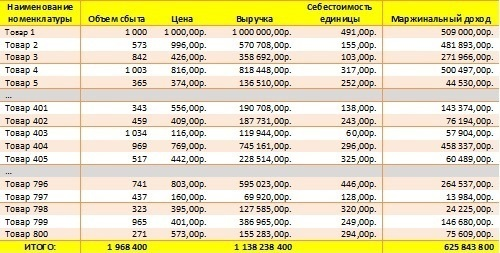 Наименование номенклатуры Объем сбыта Цена Выручка Себестоимость единицы Маржинальный доход
Товар 1 1 000 1 000,00р. 1 000 000,00р. 491,00р. 509 000,00р.
Товар 2 573 996,00р. 570 708,00р. 155,00р. 481 893,00р.
Товар 3 842 426,00р. 358 692,00р. 103,00р. 271 966,00р.
Товар 4 1 003 816,00р. 818 448,00р. 317,00р. 500 497,00р.
Товар 5 365 374,00р. 136 510,00р. 252,00р. 44 530,00р.
...
Товар 401 343 556,00р. 190 708,00р. 138,00р. 143 374,00р.
Товар 402 459 409,00р. 187 731,00р. 243,00р. 76 194,00р.
Товар 403 1 034 116,00р. 119 944,00р. 60,00р. 57 904,00р.
Товар 404 969 769,00р. 745 161,00р. 296,00р. 458 337,00р.
Товар 405 517 442,00р. 228 514,00р. 325,00р. 60 489,00р.
...
Товар 796 741 803,00р. 595 023,00р. 446,00р. 264 537,00р.
Товар 797 437 160,00р. 69 920,00р. 128,00р. 13 984,00р.
Товар 798 323 395,00р. 127 585,00р. 320,00р. 24 225,00р.
Товар 799 965 401,00р. 386 965,00р. 249,00р. 146 680,00р.
Товар 800 271 573,00р. 155 283,00р. 294,00р. 75 609,00р.
ИТОГО: 1 968 400 1 138 238 400 625 843 800